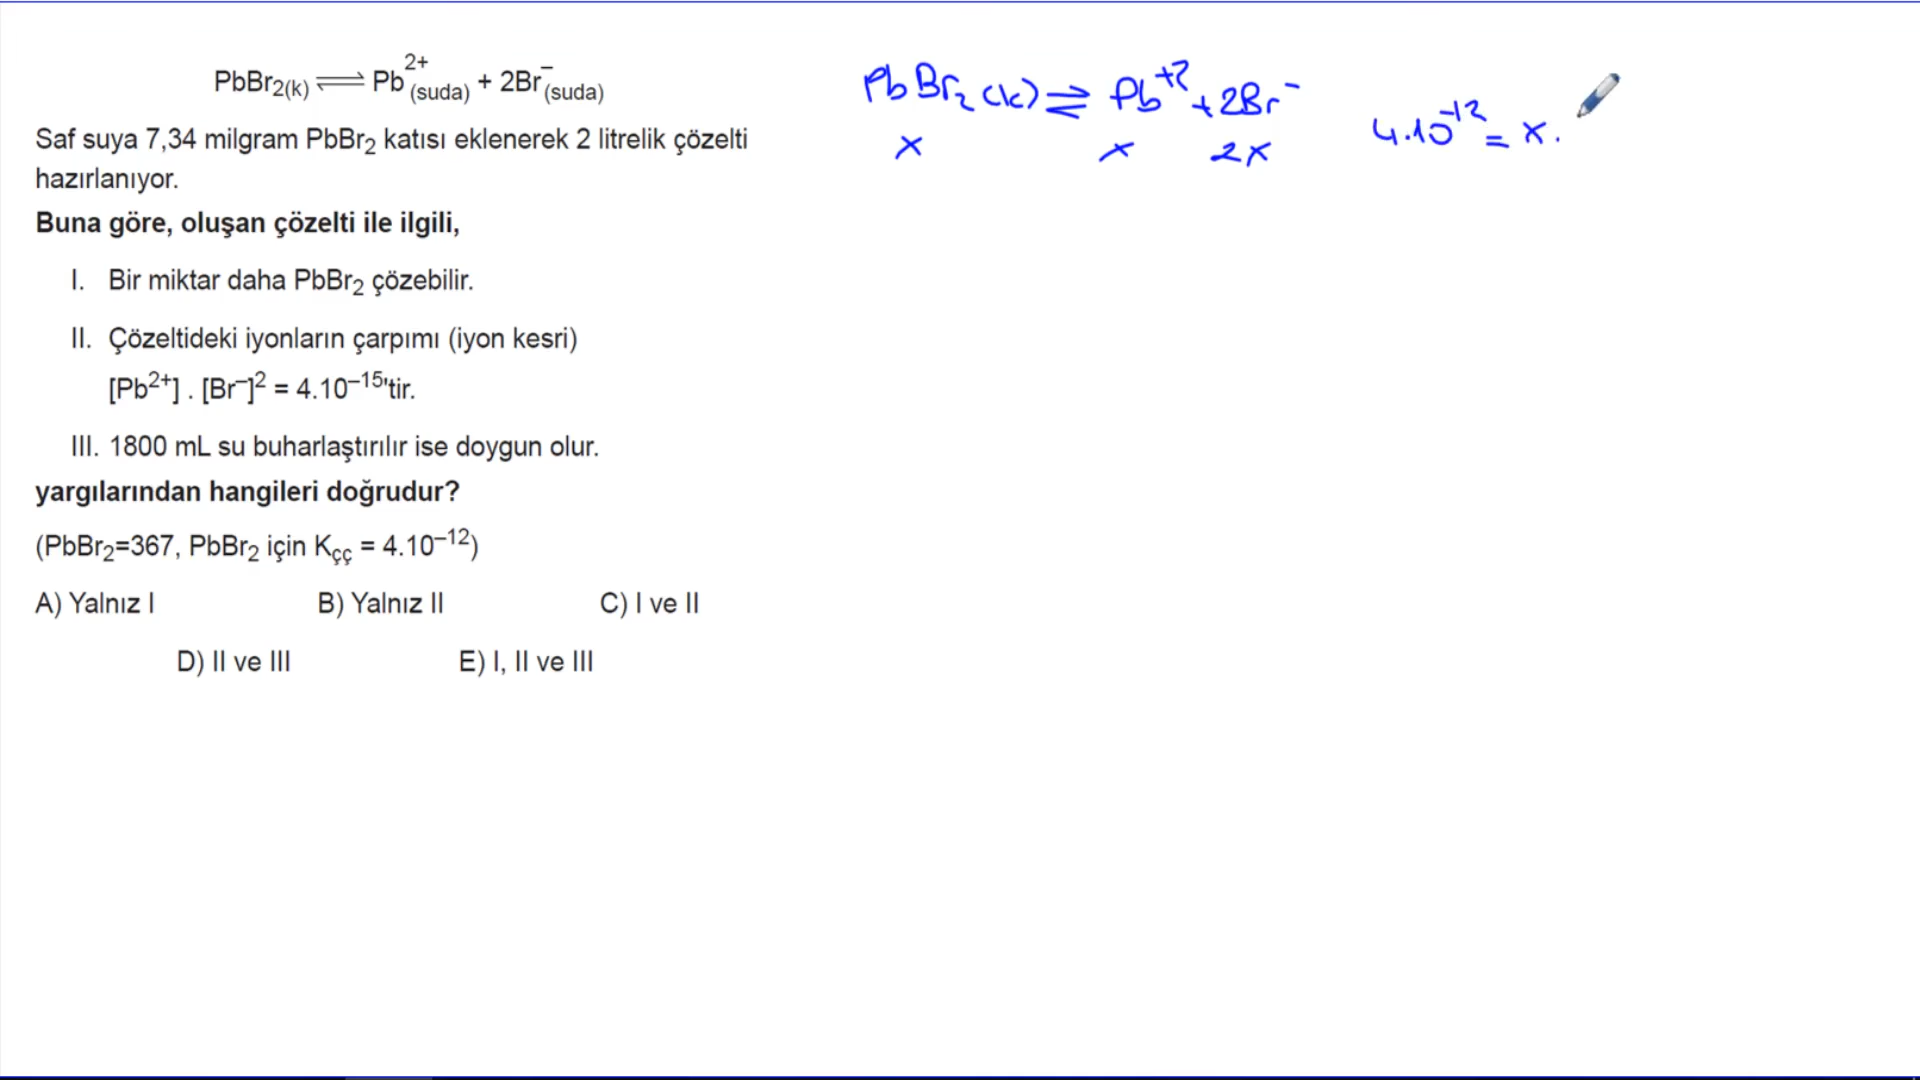 PbBr₂(k) ⇌ Pb²⁺(suda) + 2Br⁻(suda)
Saf suya 7,34 miligram PbBr₂ katısı eklenerek 2 litrelik çözelti
hazırlanıyor.
Buna göre, oluşan çözelti ile ilgili,
I. Bir miktar daha PbBr₂ çözebilir.
II. Çözeltideki iyonların çarpımı (iyon kesri)
[Pb²⁺] . [Br⁻]² = 4.10⁻¹⁵'tir.
III. 1800 mL su buharlaştırılır ise doygun olur.
yargılarından hangileri doğrudur?
(PbBr₂=367, PbBr₂ için Kçç = 4.10⁻¹²)
A) Yalnız I B) Yalnız II C) I ve II
D) II ve III E) I, II ve III
PbBr₂(k) ⇌ Pb⁺² + 2Br⁻
x x 2x
4.10⁻¹² = x.